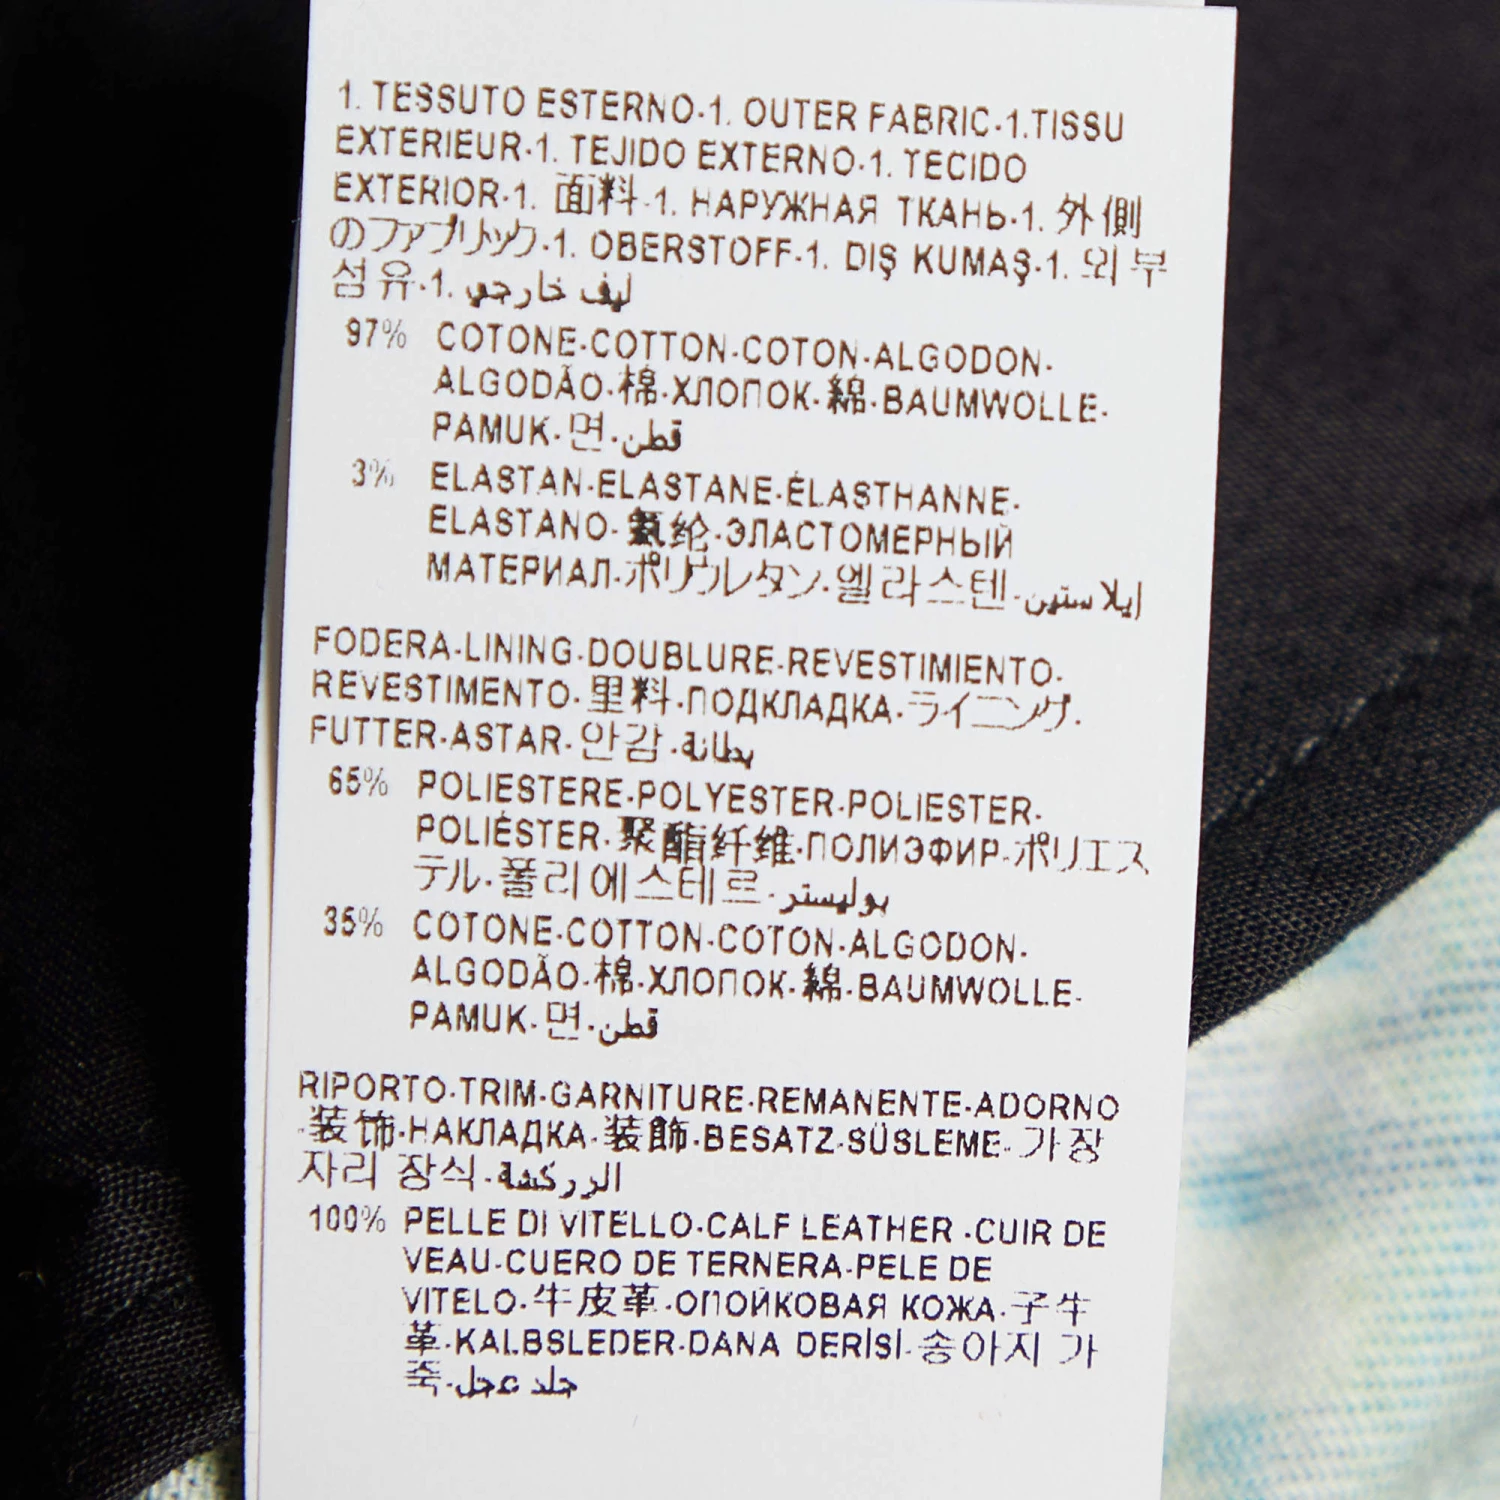 1. TESSUTO ESTERNO-1. OUTER FABRIC-1.TISSU
EXTERIEUR-1. TEJIDO EXTERNO-1. TECIDO
EXTERIOR-1. 面料-1. НАРУЖНАЯ ТКАНЬ-1. 外側
のファブリック-1. OBERSTOFF-1. DIŞ KUMAŞ-1. 외부
섬유-1. ليف خارجي
97% COTONE-COTTON-COTON-ALGODON-
ALGODÃO-棉-ХЛОПОК-綿-BAUMWOLLE-
PAMUK-면-قطن
3% ELASTAN-ELASTANE-ÉLASTHANNE-
ELASTANO-氨纶-ЭЛАСТОМЕРНЫЙ
МАТЕРИАЛ-ポリウレタン-엘라스텐-إيلاستين
FODERA-LINING-DOUBLURE-REVESTIMIENTO-
REVESTIMENTO-里料-ПОДКЛАДКА-ライニング-
FUTTER-ASTAR-안감-بطانة
65% POLIESTERE-POLYESTER-POLIESTER-
POLIÉSTER-聚酯纤维-ПОЛИЭФИР-ポリエス
テル-폴리에스테르-بوليستر
35% COTONE-COTTON-COTON-ALGODON-
ALGODÃO-棉-ХЛОПОК-綿-BAUMWOLLE-
PAMUK-면-قطن
RIPORTO-TRIM-GARNITURE-REMANENTE-ADORNO
-装饰-НАКЛАДКА-装飾-BESATZ-SÜSLEME-가장
자리 장식-الزركشة
100% PELLE DI VITELLO-CALF LEATHER -CUIR DE
VEAU-CUERO DE TERNERA-PELE DE
VITELO-牛皮革-ОПОЙКОВАЯ КОЖА-子牛
革-KALBSLEDER-DANA DERİSİ-송아지 가
죽-جلد عجل